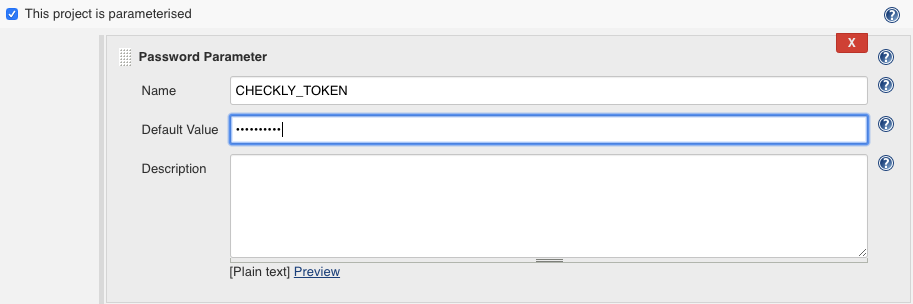 This project is parameterised
X
Password Parameter
Name CHECKLY_TOKEN
Default Value ••••••••••
Description
[Plain text] Preview